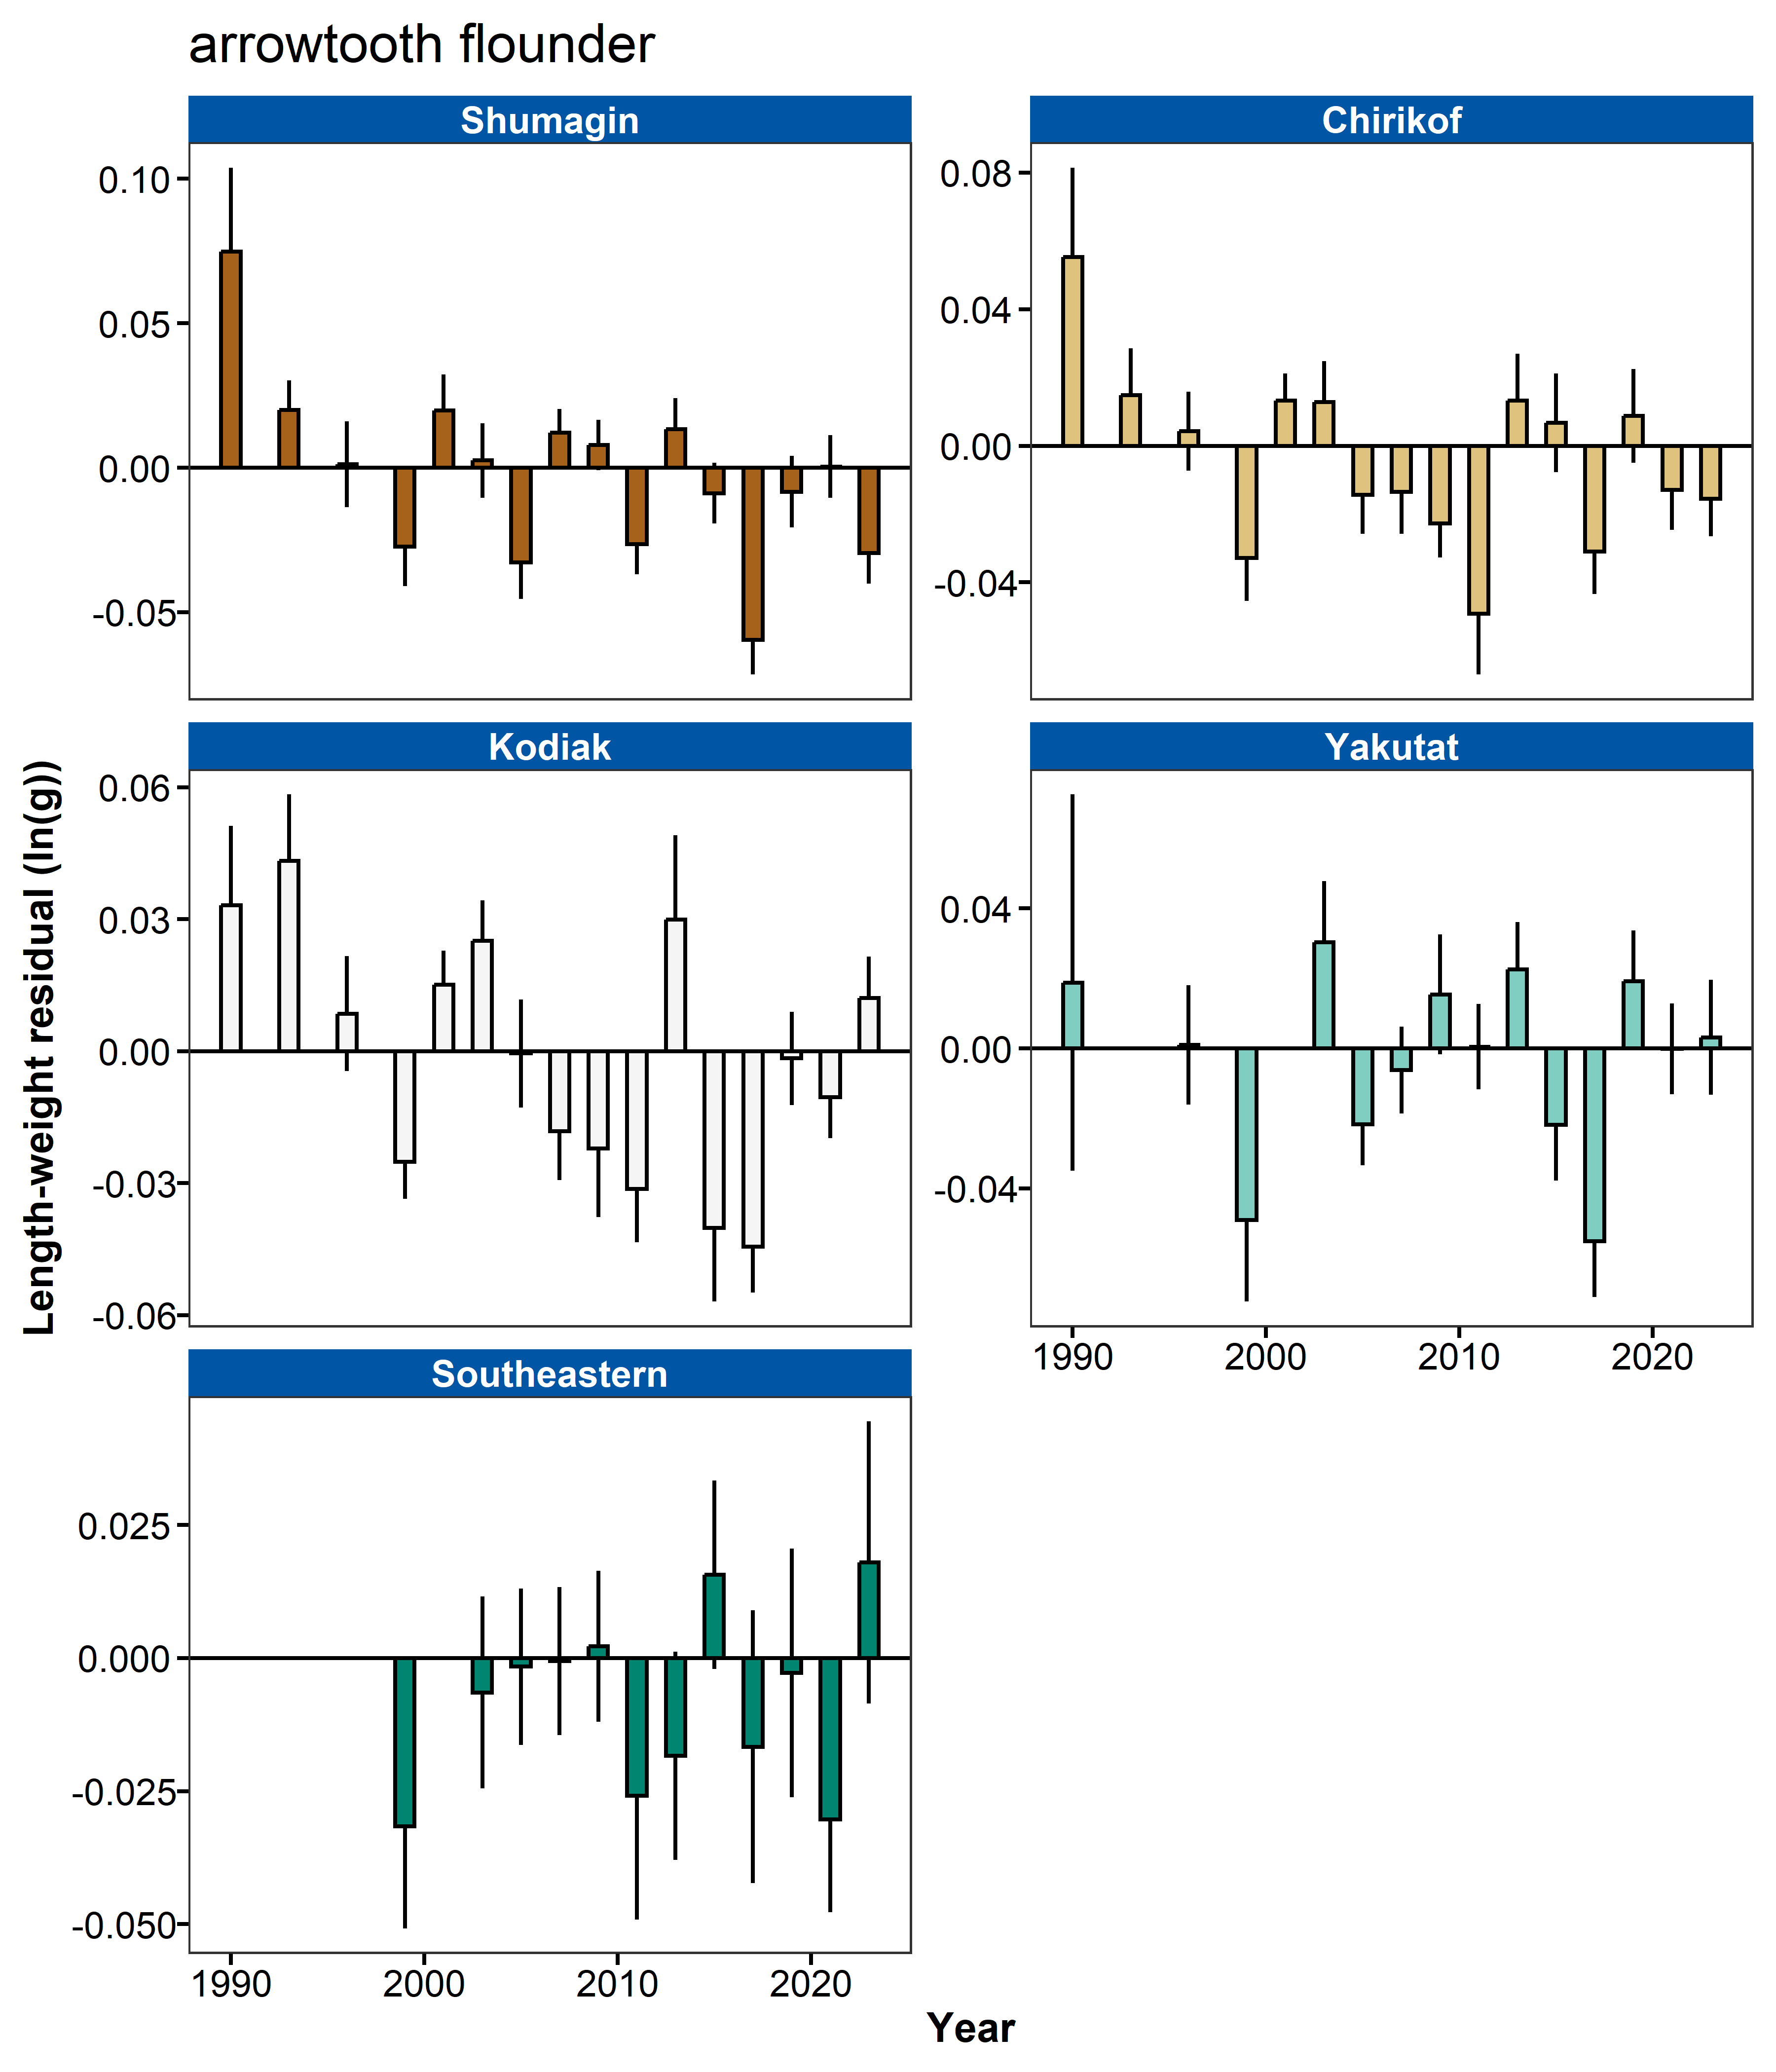 arrowtooth flounder
Shumagin
Chirikof
0.10
0.05
0.00
-0.05
0.08
0.04
0.00
-0.04
Kodiak
Yakutat
Length-weight residual (ln(g))
0.06
0.03
0.00
-0.03
-0.06
0.04
0.00
-0.04
1990 2000 2010 2020
Southeastern
0.025
0.000
-0.025
-0.050
1990 2000 2010 2020
Year